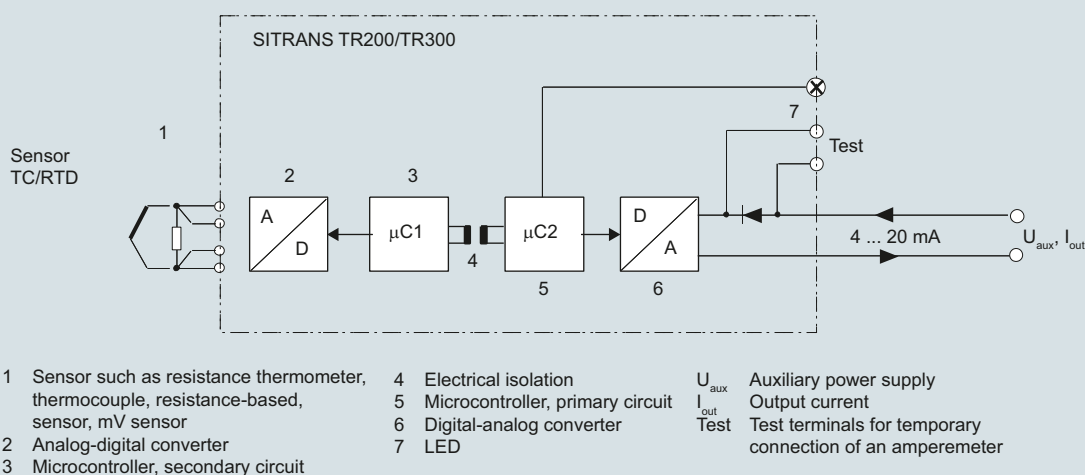 SITRANS TR200/TR300
7
1
Test
Sensor
TC/RTD
2
3
A
D
µC1
µC2
D
A
4
4 ... 20 mA
Uaux, Iout
5
6
1 Sensor such as resistance thermometer,
thermocouple, resistance-based,
sensor, mV sensor
2 Analog-digital converter
3 Microcontroller, secondary circuit
4 Electrical isolation
5 Microcontroller, primary circuit
6 Digital-analog converter
7 LED
Uaux Auxiliary power supply
Iout Output current
Test Test terminals for temporary
connection of an amperemeter